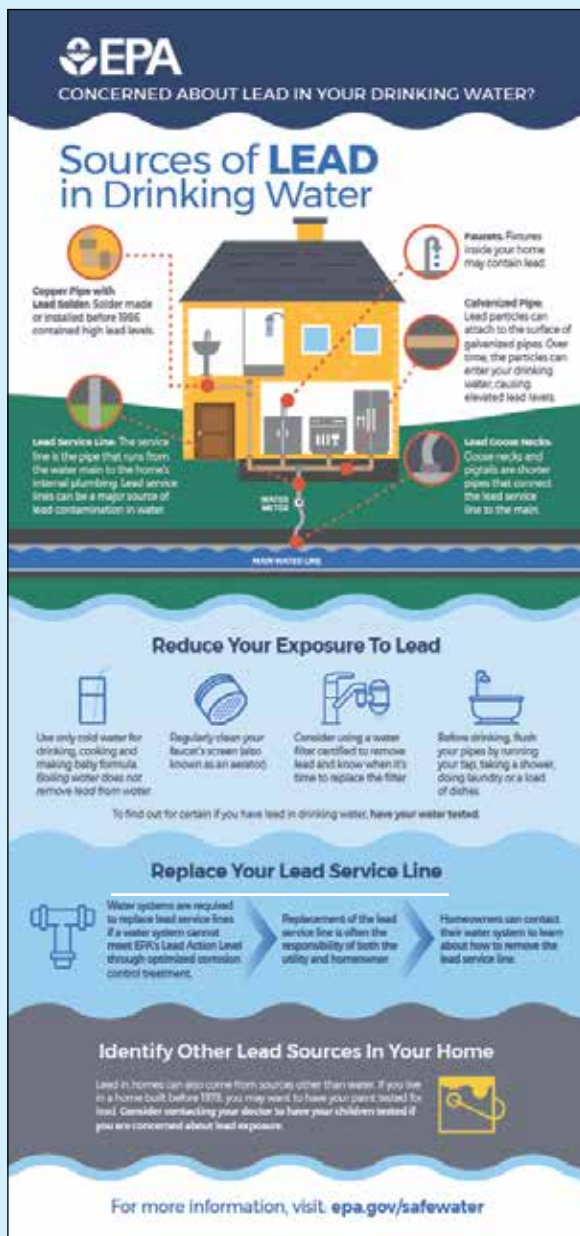 EPA
CONCERNED ABOUT LEAD IN YOUR DRINKING WATER?
Sources of LEAD
in Drinking Water
Copper Pipe with
Lead Solder: Solder made
or installed before 1986
contained high lead levels.
Faucets: Fixtures
inside your home
may contain lead.
Galvanized Pipe:
Lead particles can
attach to the surface of
galvanized pipes. Over
time, the particles can
enter your drinking
water, causing
elevated lead levels.
Lead Service Line: The service
line is the pipe that runs from
the water main to the home's
internal plumbing. Lead service
lines can be a major source of
lead contamination in water.
Lead Goose Necks:
Goose necks and
pigtails are shorter
pipes that connect
the lead service
line to the main.
WATER
METER
MAIN WATER LINE
Reduce Your Exposure To Lead
Use only cold water for
drinking, cooking and
making baby formula.
Boiling water does not
remove lead from water.
Regularly clean your
faucet's screen (also
known as an aerator).
Consider using a water
filter certified to remove
lead and know when it's
time to replace the filter.
Before drinking, flush
your pipes by running
your tap, taking a shower,
doing laundry or a load
of dishes.
To find out for certain if you have lead in drinking water, have your water tested.
Replace Your Lead Service Line
Water systems are required
to replace lead service lines
if a water system cannot
meet EPA's Lead Action Level
through optimized corrosion
control treatment.
Replacement of the lead
service line is often the
responsibility of both the
utility and homeowner.
Homeowners can contact
their water system to learn
about how to remove the
lead service line.
Identify Other Lead Sources In Your Home
Lead in homes can also come from sources other than water. If you live
in a home built before 1978, you may want to have your paint tested for
lead. Consider contacting your doctor to have your children tested if
you are concerned about lead exposure.
For more information, visit: epa.gov/safewater